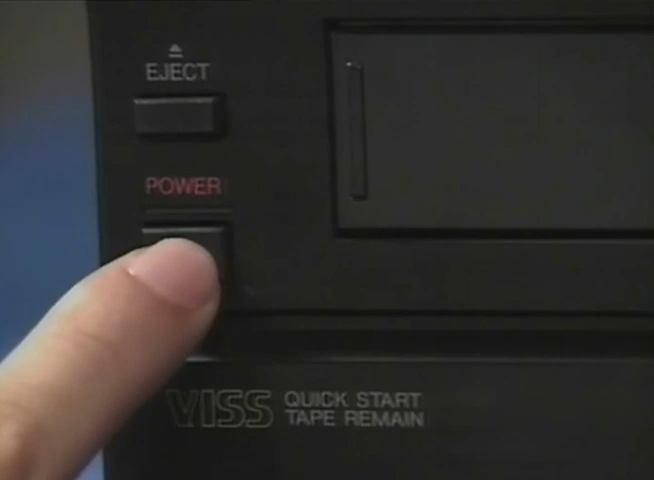 EJECT
POWER
VISS
QUICK START
TAPE REMAIN